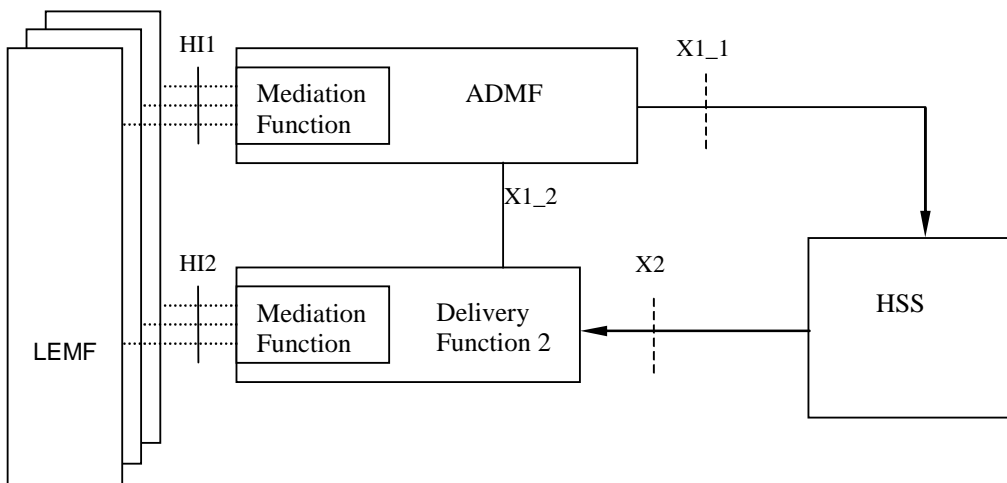 HI1
X1_1
Mediation
Function
ADMF
X1_2
HI2
X2
Mediation
Function
Delivery
Function 2
HSS
LEMF